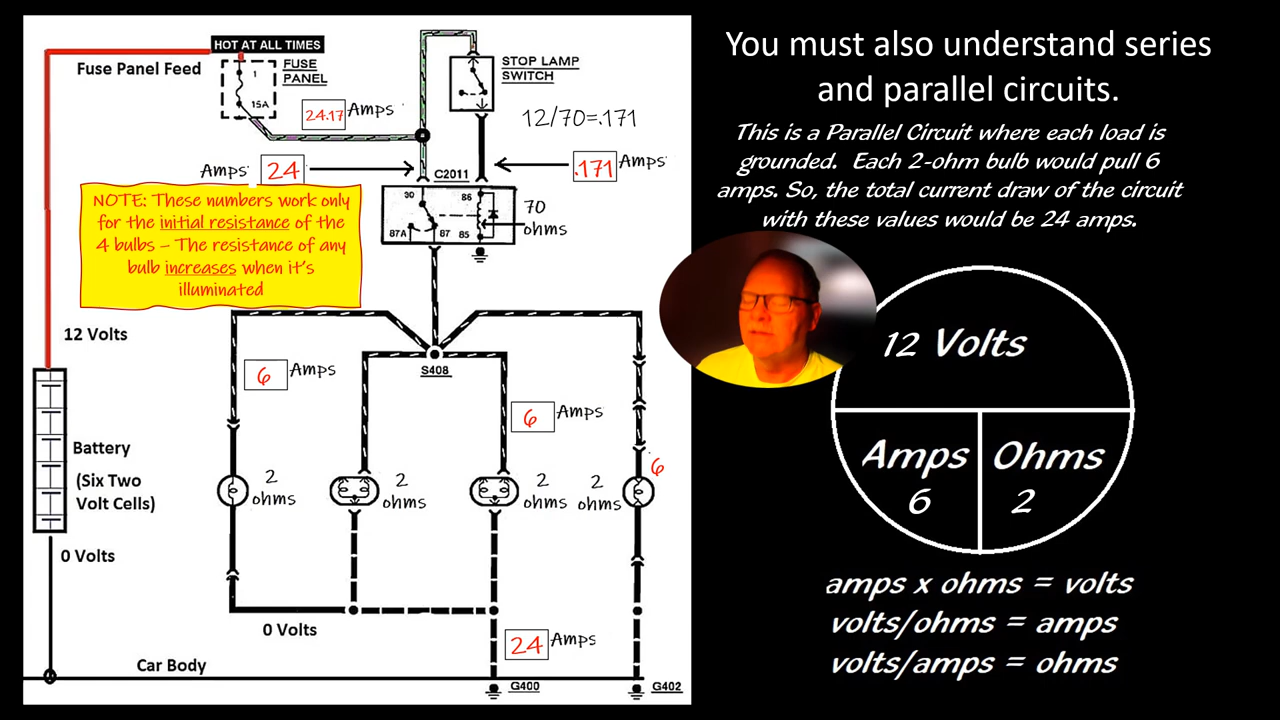 HOT AT ALL TIMES
Fuse Panel Feed
FUSE
PANEL
1
15A
24.17 Amps
STOP LAMP
SWITCH
12/70=.171
Amps: 24
.171 Amps
C2011
30
86
87A
87
85
70
ohms
NOTE: These numbers work only
for the initial resistance of the
4 bulbs – The resistance of any
bulb increases when it's
illuminated
12 Volts
S408
6 Amps
6 Amps
6
Battery
(Six Two
Volt Cells)
2
ohms
2
ohms
2
ohms
2
ohms
0 Volts
0 Volts
24 Amps
Car Body
G400
G402
You must also understand series
and parallel circuits.
This is a Parallel Circuit where each load is
grounded. Each 2-ohm bulb would pull 6
amps. So, the total current draw of the circuit
with these values would be 24 amps.
12 Volts
Amps
6
Ohms
2
amps x ohms = volts
volts/ohms = amps
volts/amps = ohms